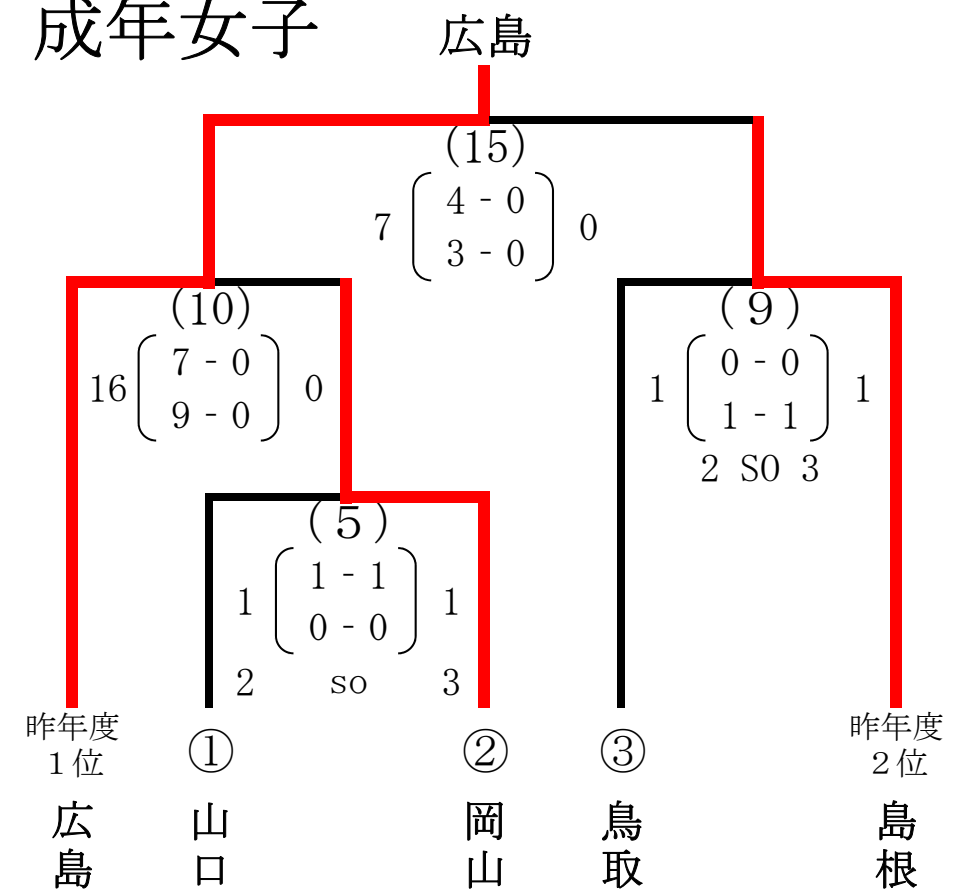 成年女子
広島
(15)
7 4 - 0 0
3 - 0
(10)
16 7 - 0 0
9 - 0
(9)
1 0 - 0 1
1 - 1
2 SO 3
(5)
1 1 - 1 1
0 - 0
2 so 3
昨年度
1位
広島
①
山口
②
岡山
③
鳥取
昨年度
2位
島根